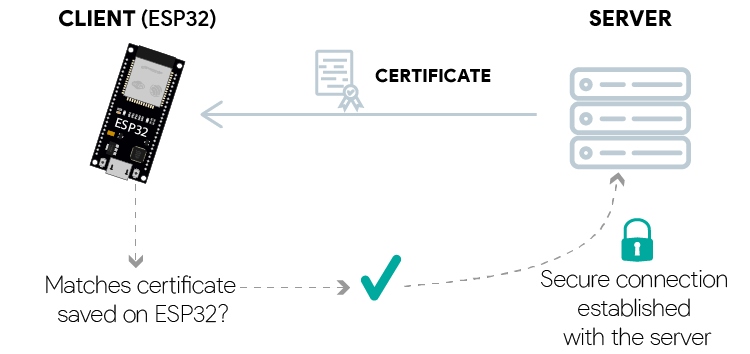 CLIENT (ESP32)
SERVER
CERTIFICATE
ESP32
Matches certificate
saved on ESP32?
Secure connection
established
with the server